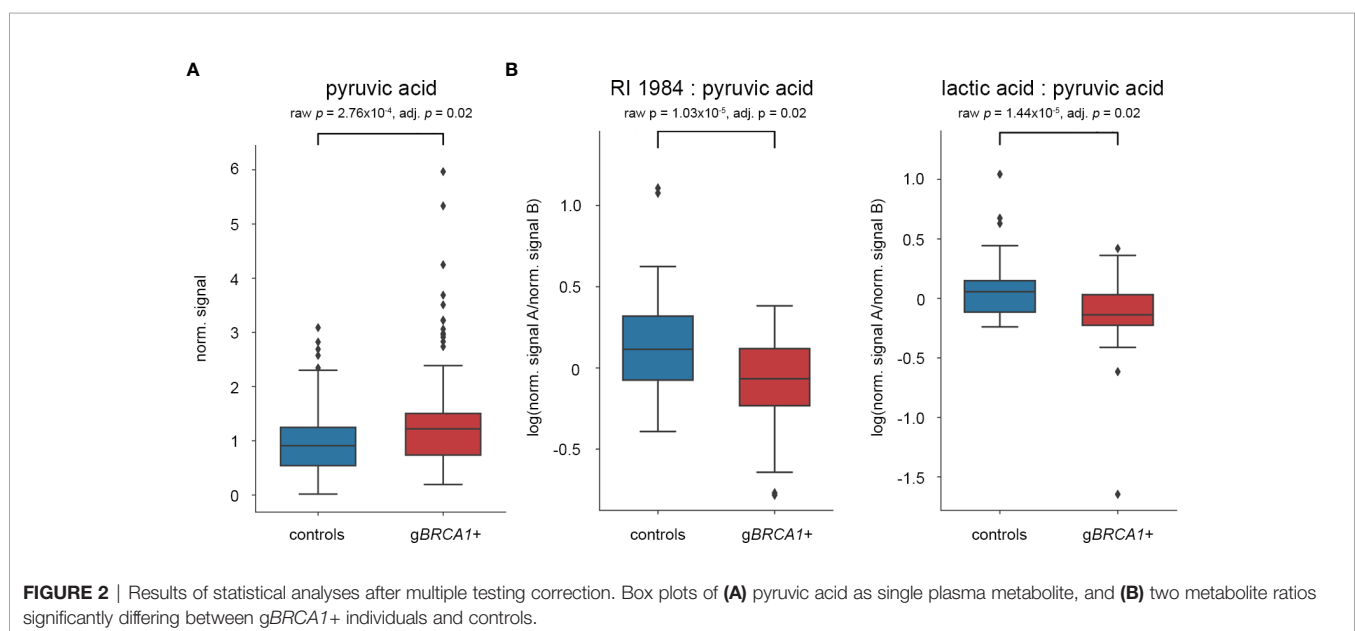 A
pyruvic acid
raw p = 2.76x10⁻⁴, adj. p = 0.02
norm. signal
6
5
4
3
2
1
0
controls
gBRCA1+
B
RI 1984 : pyruvic acid
raw p = 1.03x10⁻⁵, adj. p = 0.02
log(norm. signal A/norm. signal B)
1.0
0.5
0
-0.5
controls
gBRCA1+
lactic acid : pyruvic acid
raw p = 1.44x10⁻⁵, adj. p = 0.02
log(norm. signal A/norm. signal B)
1.0
0.5
0
-0.5
-1.0
-1.5
controls
gBRCA1+
FIGURE 2 | Results of statistical analyses after multiple testing correction. Box plots of (A) pyruvic acid as single plasma metabolite, and (B) two metabolite ratios
significantly differing between gBRCA1+ individuals and controls.